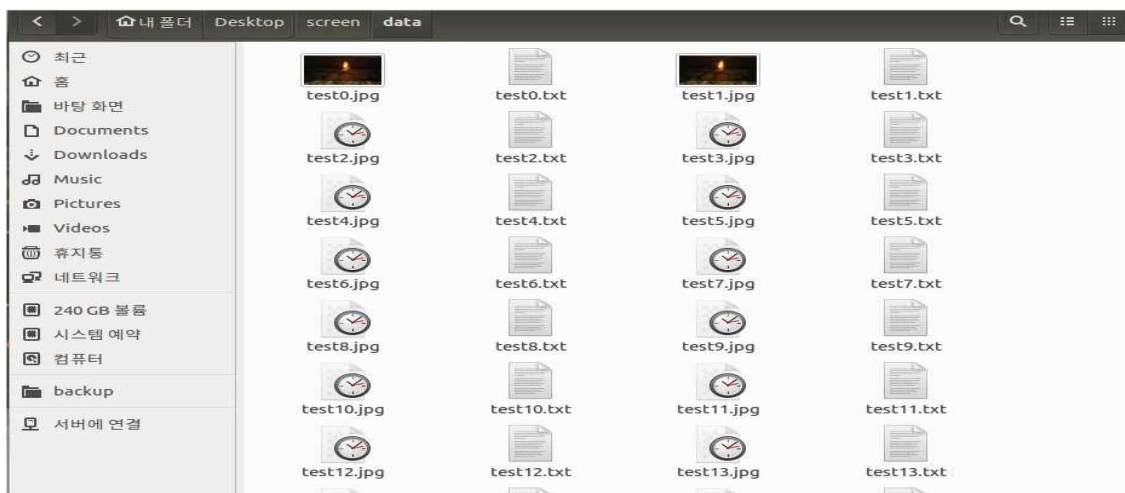 내 폴더 Desktop screen data
최근
홈
바탕 화면
Documents
Downloads
Music
Pictures
Videos
휴지통
네트워크
240 GB 볼륨
시스템 예약
컴퓨터
backup
서버에 연결
test0.jpg test0.txt test1.jpg test1.txt
test2.jpg test2.txt test3.jpg test3.txt
test4.jpg test4.txt test5.jpg test5.txt
test6.jpg test6.txt test7.jpg test7.txt
test8.jpg test8.txt test9.jpg test9.txt
test10.jpg test10.txt test11.jpg test11.txt
test12.jpg test12.txt test13.jpg test13.txt